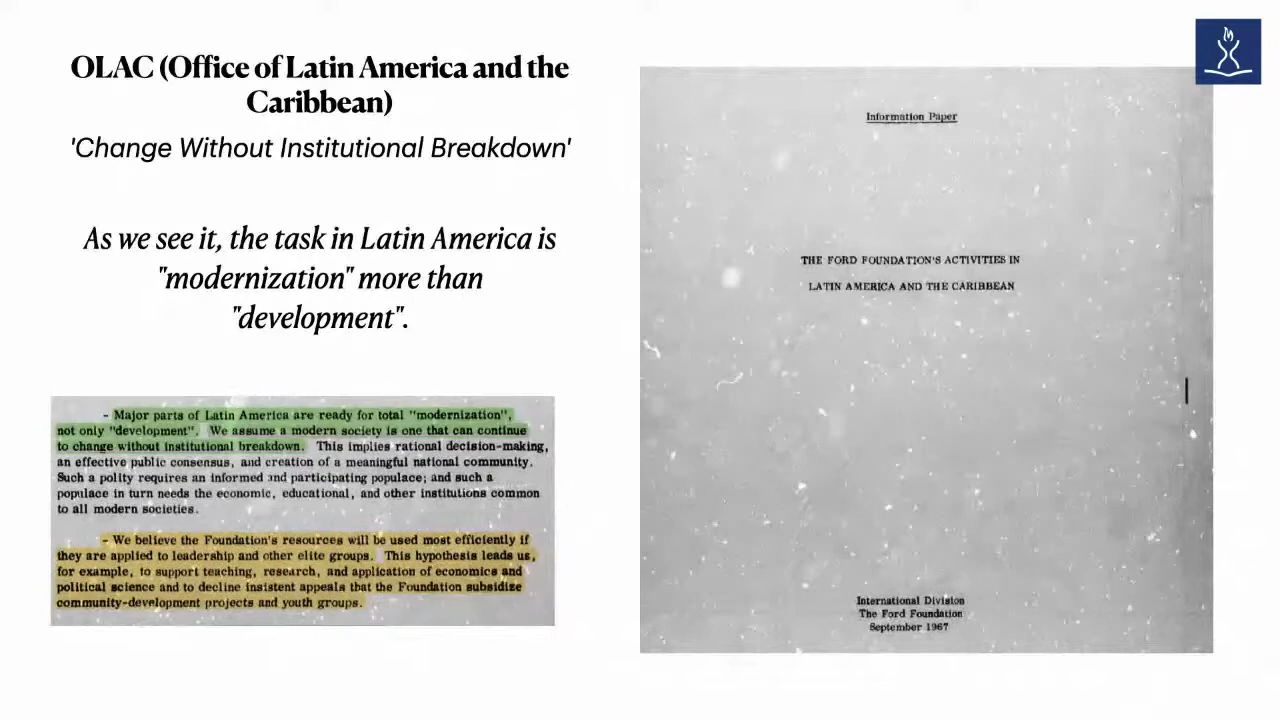 OLAC (Office of Latin America and the
Caribbean)
'Change Without Institutional Breakdown'
As we see it, the task in Latin America is
"modernization" more than
"development".
- Major parts of Latin America are ready for total "modernization",
not only "development". We assume a modern society is one that can continue
to change without institutional breakdown. This implies rational decision-making,
an effective public consensus, and creation of a meaningful national community.
Such a polity requires an informed and participating populace; and such a
populace in turn needs the economic, educational, and other institutions common
to all modern societies.
- We believe the Foundation's resources will be used most efficiently if
they are applied to leadership and other elite groups. This hypothesis leads us,
for example, to support teaching, research, and application of economics and
political science and to decline insistent appeals that the Foundation subsidize
community-development projects and youth groups.
Information Paper
THE FORD FOUNDATION'S ACTIVITIES IN
LATIN AMERICA AND THE CARIBBEAN
International Division
The Ford Foundation
September 1967